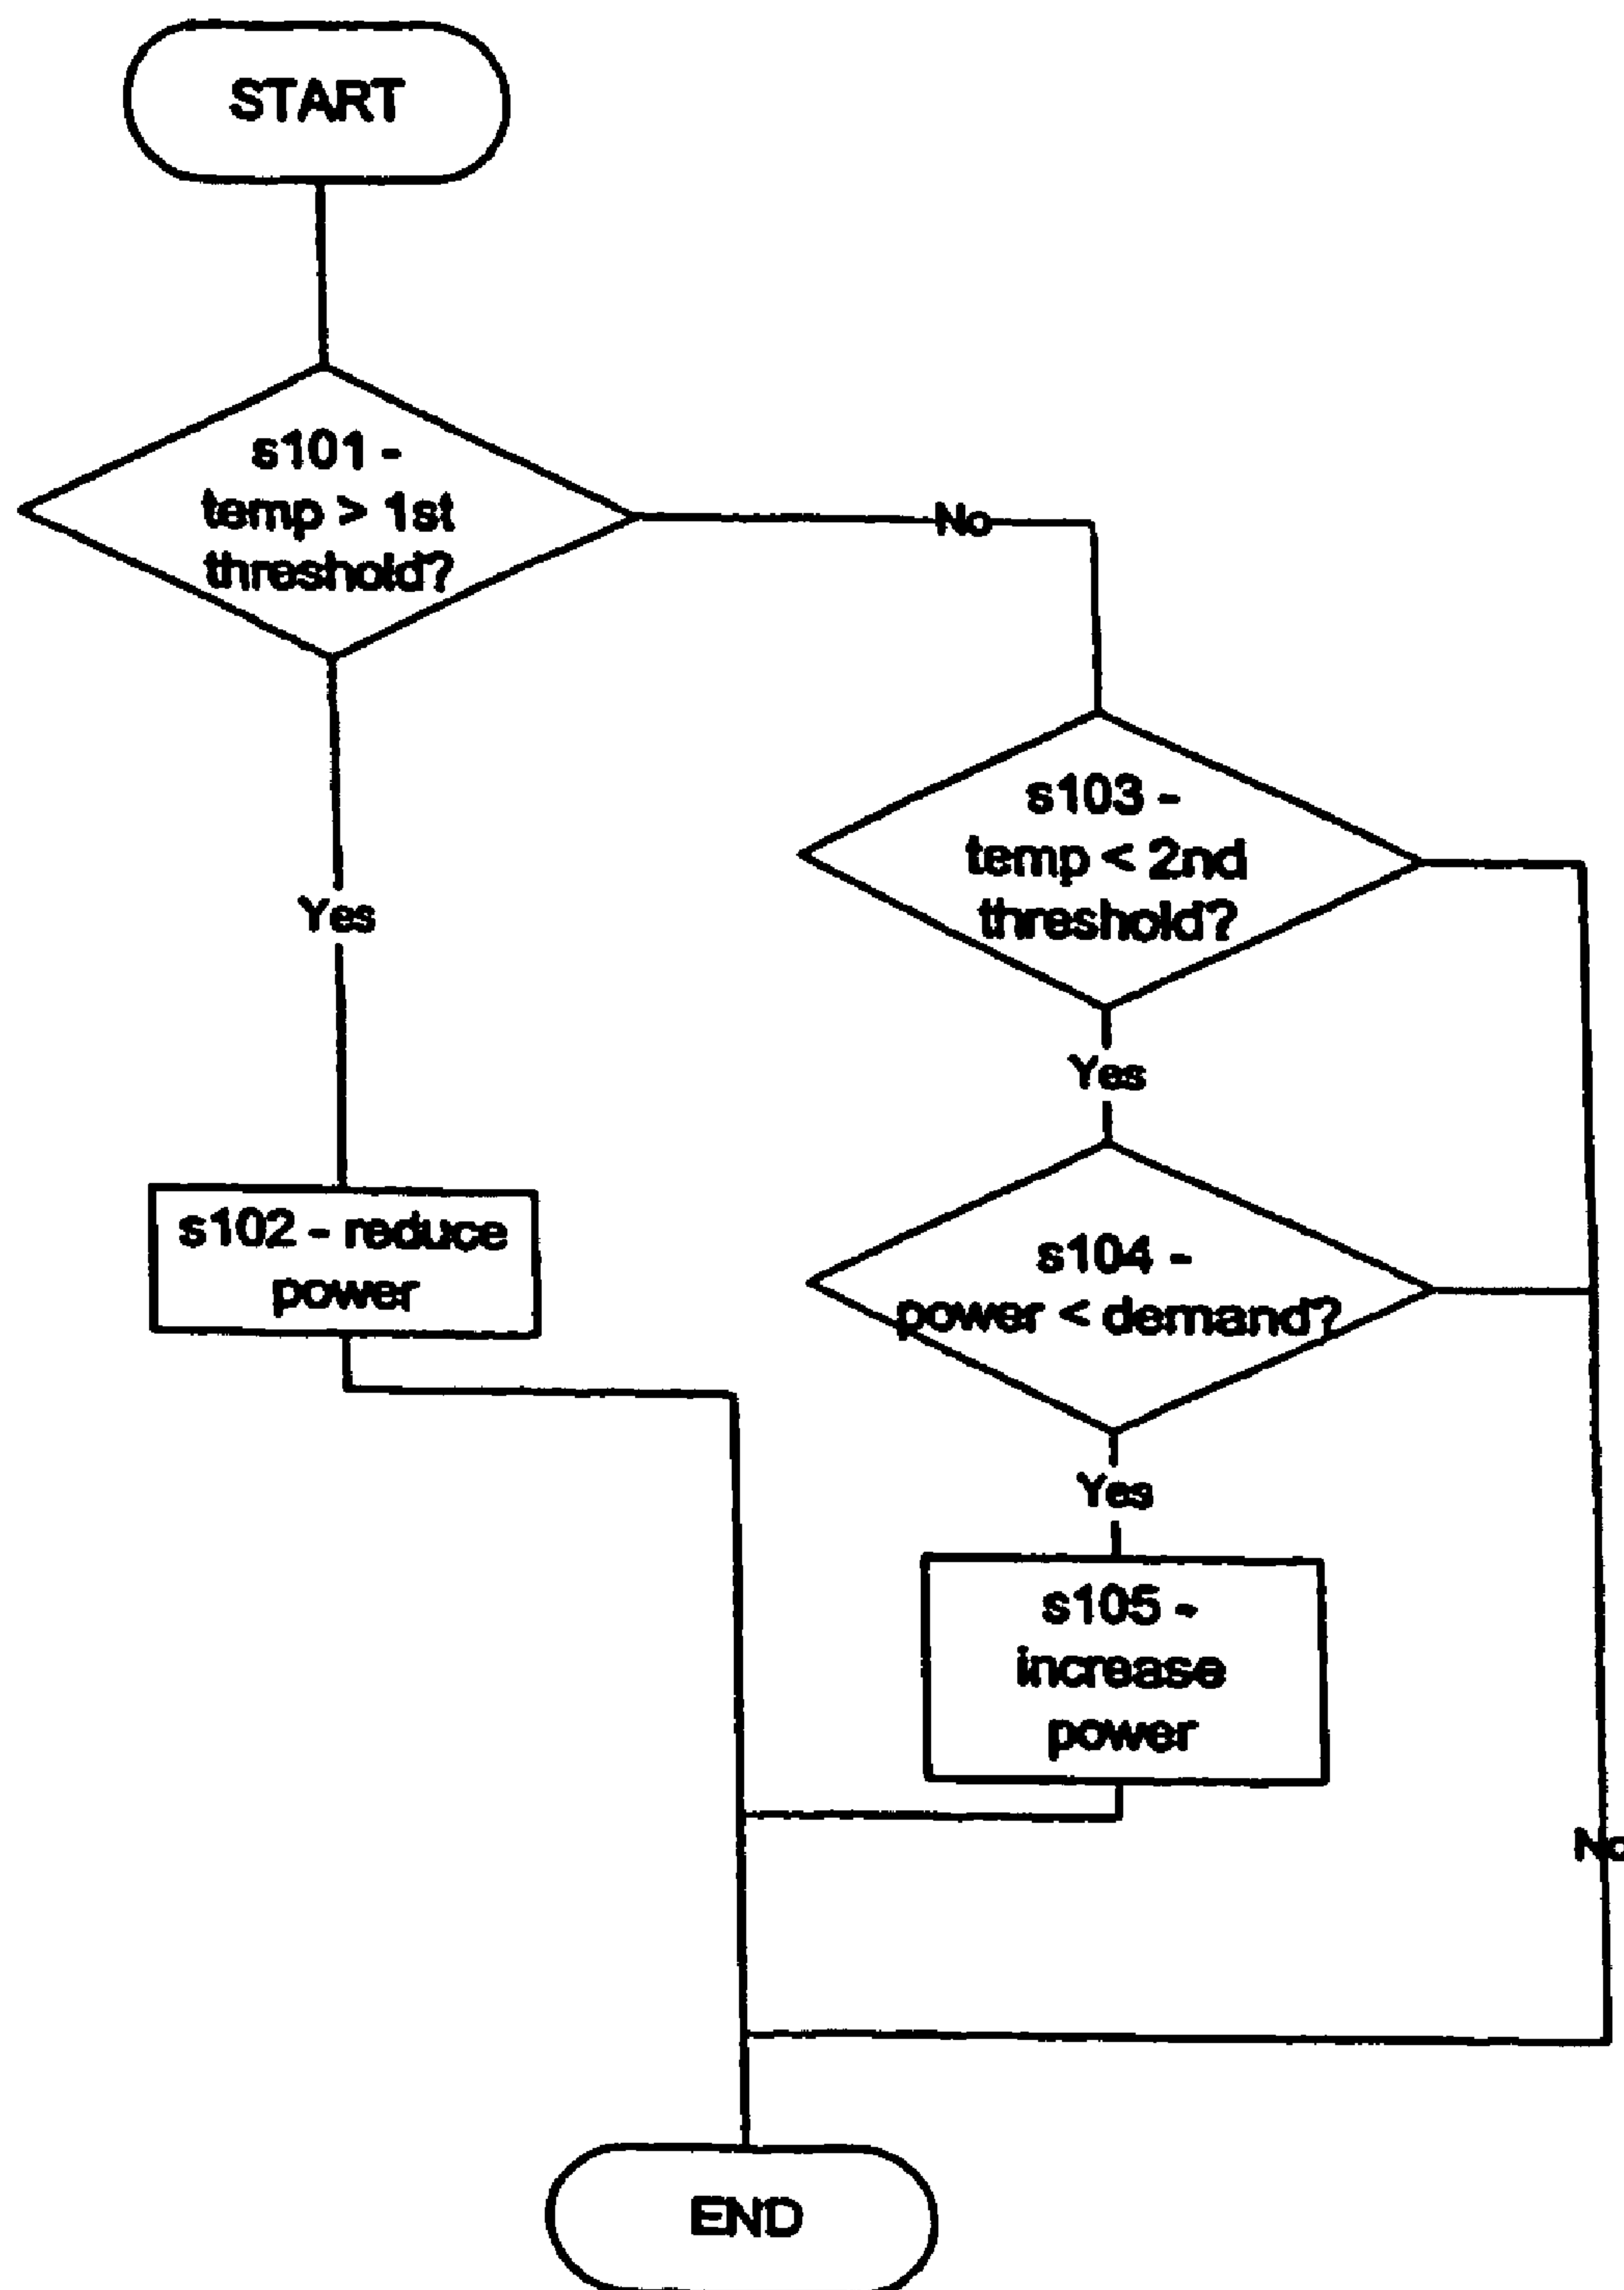 START
s101 -
temp > 1st
threshold?
No
Yes
s103 -
temp < 2nd
threshold?
Yes
s102 - reduce
power
s104 -
power < demand?
Yes
s105 -
increase
power
No
END